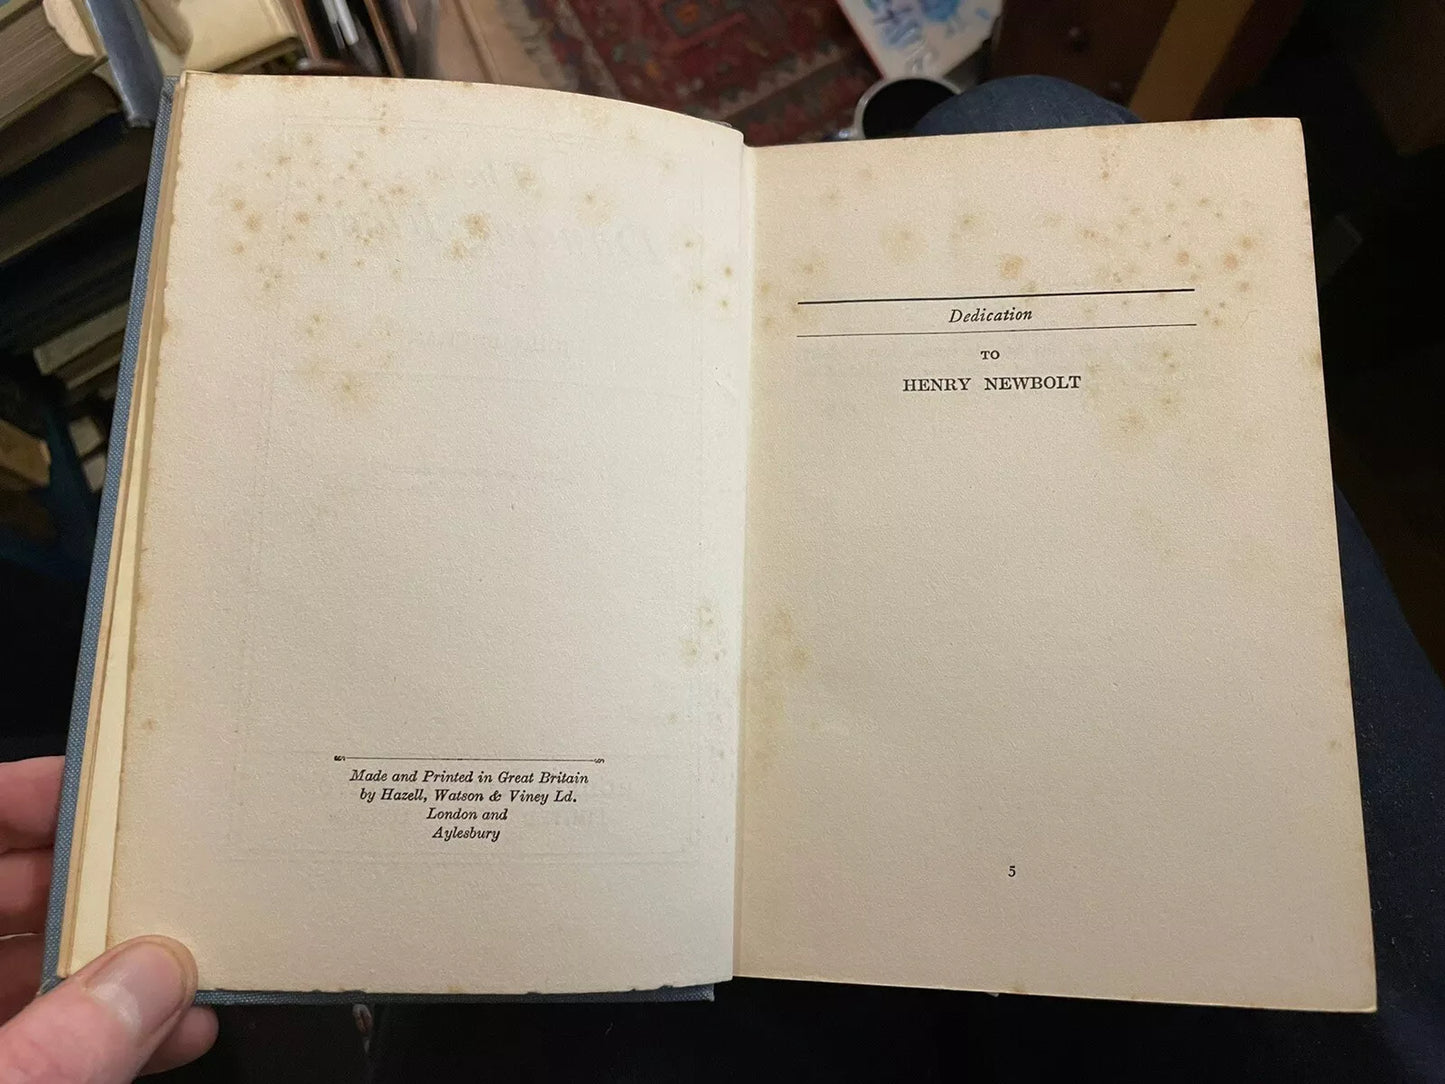 Made and Printed in Great Britain
by Hazell, Watson & Viney Ld.
London and
Aylesbury
Dedication
TO
HENRY NEWBOLT
5